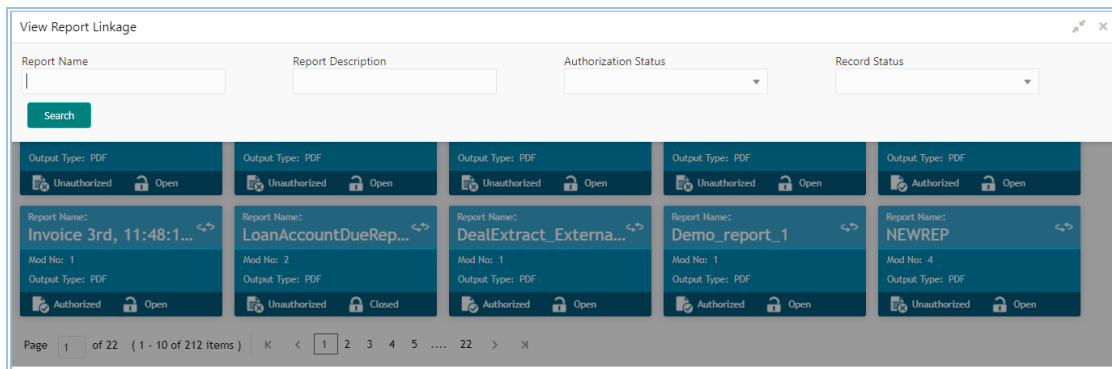 View Report Linkage
Report Name Report Description Authorization Status Record Status
Search
Output Type: PDF Output Type: PDF Output Type: PDF Output Type: PDF Output Type: PDF
Unauthorized Open Unauthorized Open Unauthorized Open Unauthorized Open Authorized Open
Report Name: Report Name: Report Name: Report Name: Report Name:
Invoice 3rd, 11:48:1... LoanAccountDueRep... DealExtract_Externa... Demo_report_1 NEWREP
Mod No: 1 Mod No: 2 Mod No: 1 Mod No: 1 Mod No: 4
Output Type: PDF Output Type: PDF Output Type: PDF Output Type: PDF Output Type: PDF
Authorized Open Unauthorized Closed Authorized Open Authorized Open Unauthorized Open
Page 1 of 22 (1 - 10 of 212 items) 1 2 3 4 5 .... 22